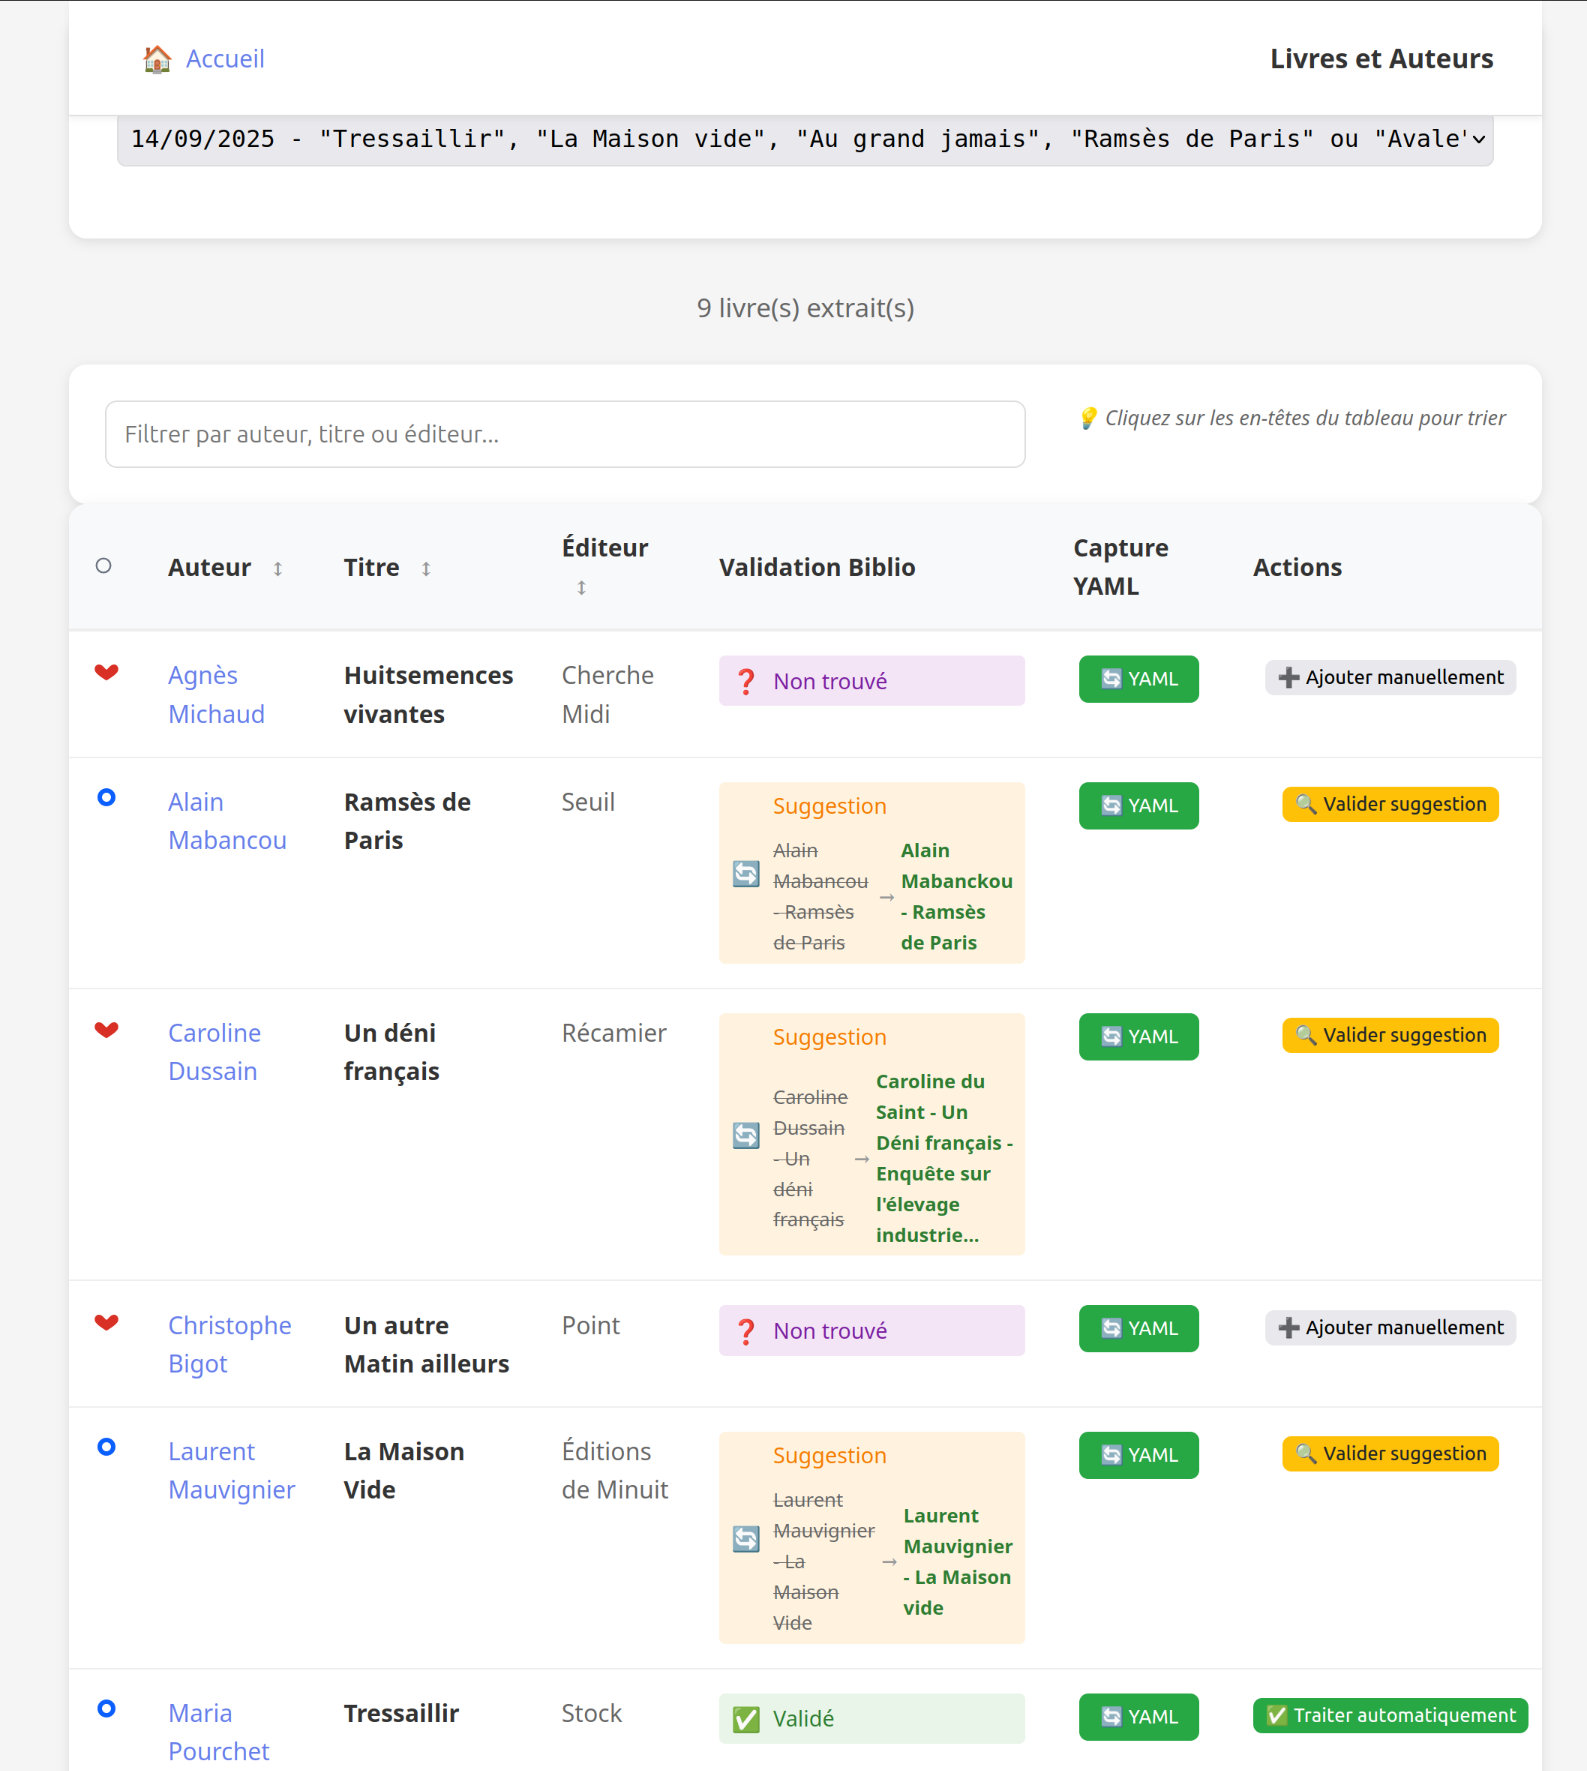 Accueil
Livres et Auteurs
14/09/2025 - "Tressaillir", "La Maison vide", "Au grand jamais", "Ramsès de Paris" ou "Avale"
9 livre(s) extrait(s)
Filtrer par auteur, titre ou éditeur...
Cliquez sur les en-têtes du tableau pour trier
Auteur
Titre
Éditeur
Validation Biblio
Capture
YAML
Actions
Agnès
Michaud
Huitsemences
vivantes
Cherche
Midi
Non trouvé
YAML
Ajouter manuellement
Alain
Mabancou
Ramsès de
Paris
Seuil
Suggestion
Alain
Mabancou
- Ramsès
de Paris
→
Alain
Mabanckou
- Ramsès
de Paris
YAML
Valider suggestion
Caroline
Dussain
Un déni
français
Récamier
Suggestion
Caroline
Dussain
- Un
déni
français
→
Caroline du
Saint - Un
Déni français -
Enquête sur
l'élevage
industrie...
YAML
Valider suggestion
Christophe
Bigot
Un autre
Matin ailleurs
Point
Non trouvé
YAML
Ajouter manuellement
Laurent
Mauvignier
La Maison
Vide
Éditions
de Minuit
Suggestion
Laurent
Mauvignier
- La
Maison
Vide
→
Laurent
Mauvignier
- La Maison
vide
YAML
Valider suggestion
Maria
Pourchet
Tressaillir
Stock
Validé
YAML
Traiter automatiquement